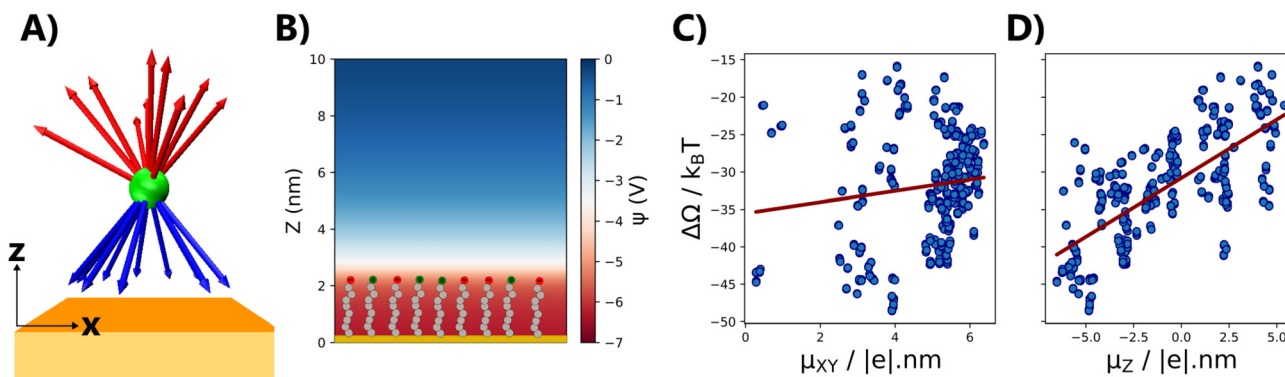 A)
z
x
B)
Z (nm)
10
8
6
4
2
0
0
−1
−2
−3
−4
−5
−6
−7
ψ (V)
C)
ΔΩ / k_BT
−15
−20
−25
−30
−35
−40
−45
−50
0
2
4
6
μ_XY / |e|.nm
D)
−5.0
−2.5
0.0
2.5
5.0
μ_Z / |e|.nm